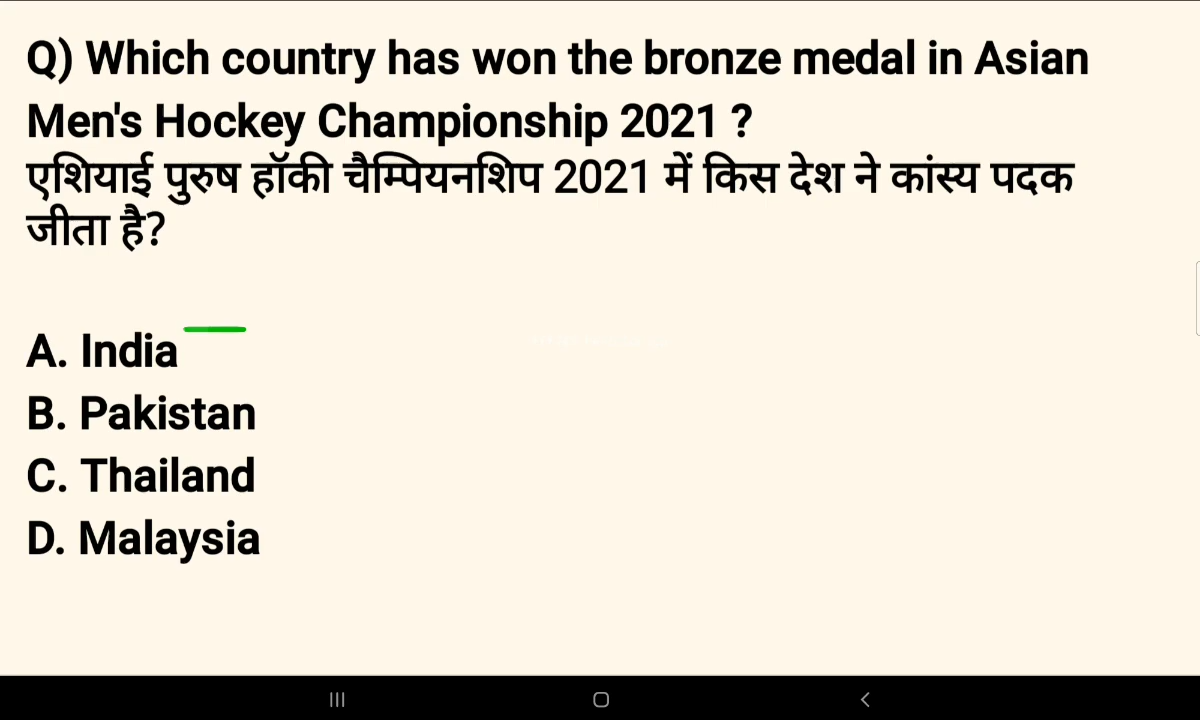 Q) Which country has won the bronze medal in Asian
Men's Hockey Championship 2021 ?
एशियाई पुरुष हॉकी चैम्पियनशिप 2021 में किस देश ने कांस्य पदक
जीता है?
A. India
B. Pakistan
C. Thailand
D. Malaysia